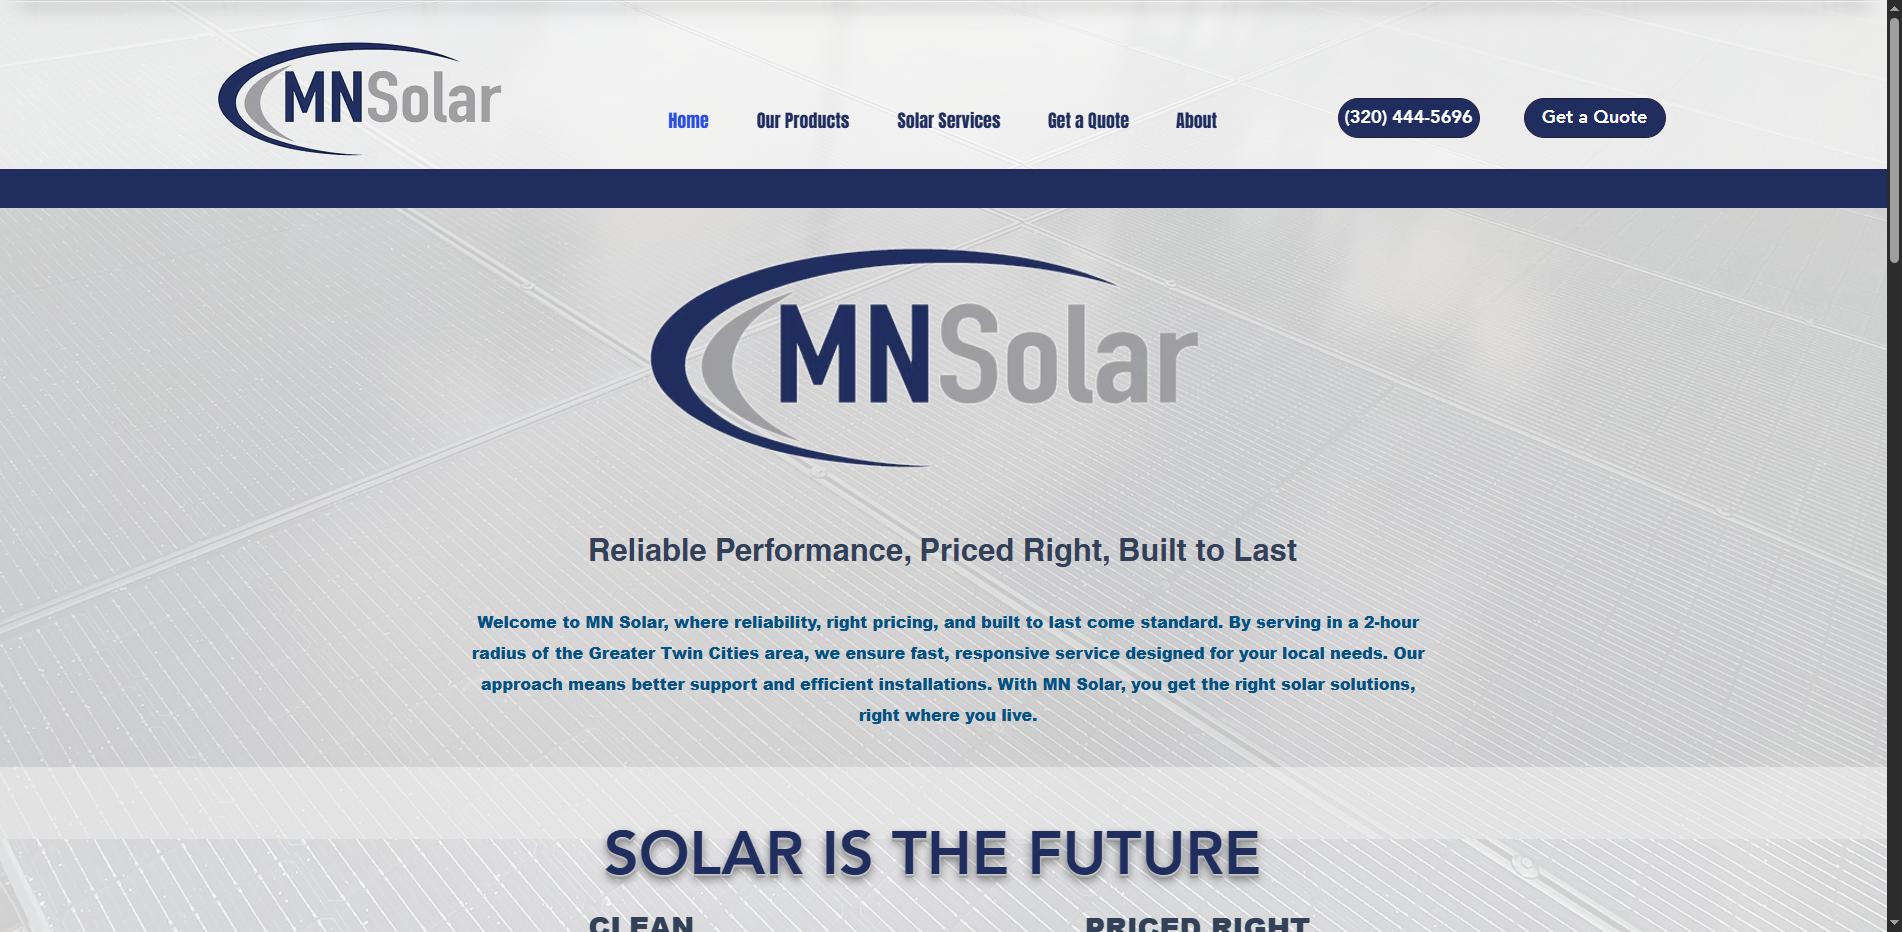 MNSolar
Home
Our Products
Solar Services
Get a Quote
About
(320) 444-5696
Get a Quote
MNSolar
Reliable Performance, Priced Right, Built to Last
Welcome to MN Solar, where reliability, right pricing, and built to last come standard. By serving in a 2-hour
radius of the Greater Twin Cities area, we ensure fast, responsive service designed for your local needs. Our
approach means better support and efficient installations. With MN Solar, you get the right solar solutions,
right where you live.
SOLAR IS THE FUTURE
CLEAN
PRICED RIGHT